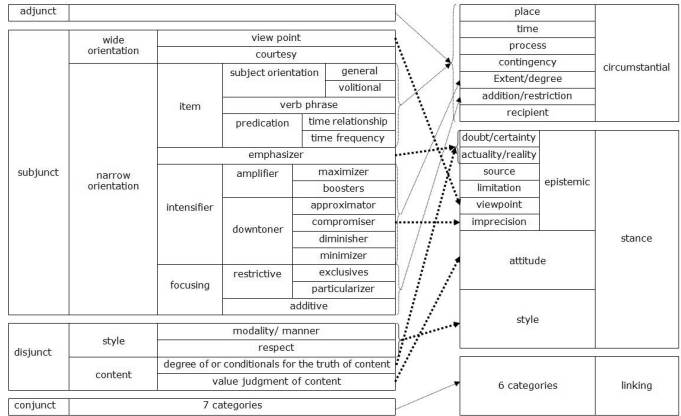 adjunct
subjunct
wide
orientation
view point
courtesy
narrow
orientation
item
subject orientation
general
volitional
verb phrase
predication
time relationship
time frequency
emphasizer
intensifier
amplifier
maximizer
boosters
downtoner
approximator
compromiser
diminisher
minimizer
focusing
restrictive
exclusives
particularizer
additive
disjunct
style
modality/ manner
respect
content
degree of or conditionals for the truth of content
value judgment of content
conjunct
7 categories
place
time
process
contingency
Extent/degree
addition/restriction
recipient
circumstantial
doubt/certainty
actuality/reality
source
limitation
viewpoint
imprecision
epistemic
attitude
style
stance
6 categories
linking